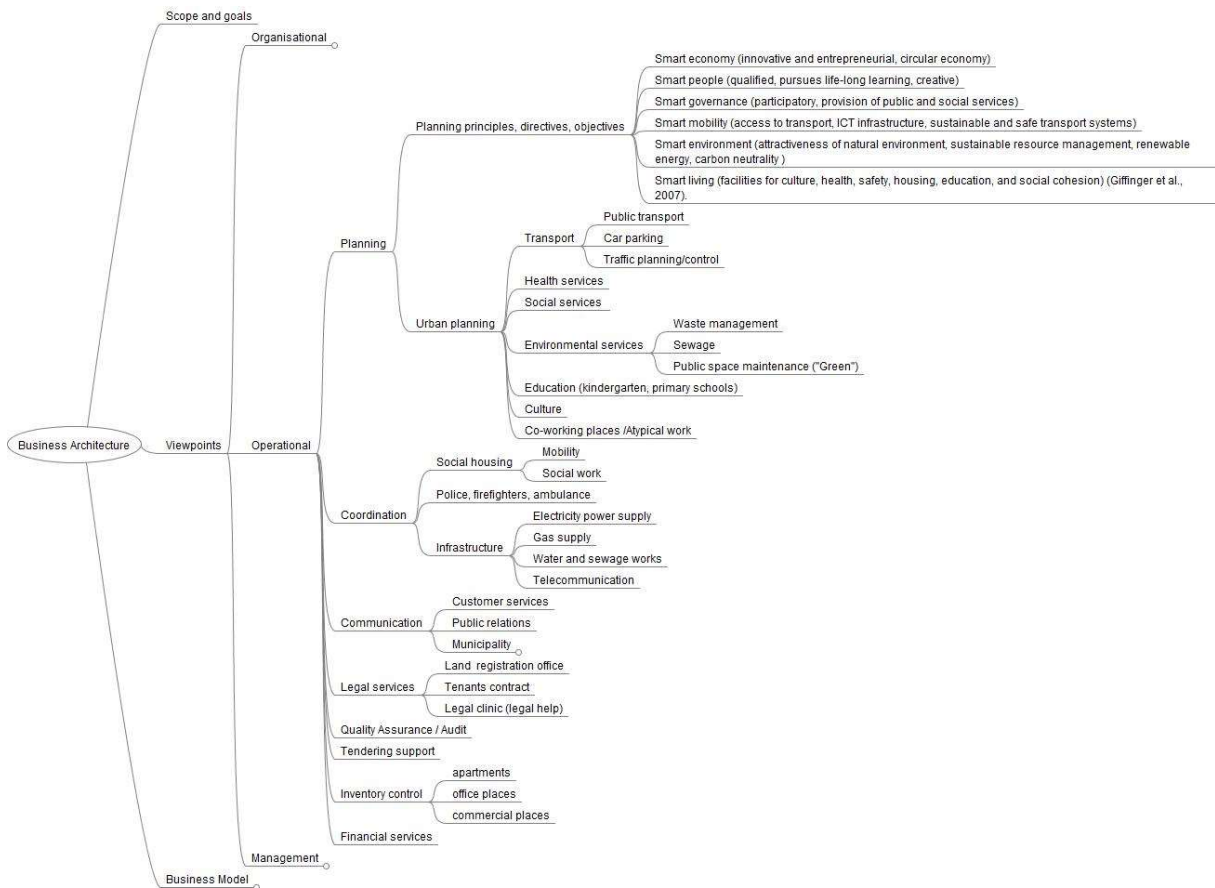 Scope and goals
Organisational
Smart economy (innovative and entrepreneurial, circular economy)
Smart people (qualified, pursues life-long learning, creative)
Smart governance (participatory, provision of public and social services)
Planning principles, directives, objectives
Smart mobility (access to transport, ICT infrastructure, sustainable and safe transport systems)
Smart environment (attractiveness of natural environment, sustainable resource management, renewable
energy, carbon neutrality )
Smart living (facilities for culture, health, safety, housing, education, and social cohesion) (Giffinger et al.,
2007).
Planning
Public transport
Transport
Car parking
Traffic planning/control
Health services
Social services
Urban planning
Waste management
Environmental services
Sewage
Public space maintenance ("Green")
Education (kindergarten, primary schools)
Culture
Co-working places /Atypical work
Business Architecture
Viewpoints
Operational
Social housing
Mobility
Social work
Police, firefighters, ambulance
Coordination
Electricity power supply
Infrastructure
Gas supply
Water and sewage works
Telecommunication
Customer services
Communication
Public relations
Municipality
Land registration office
Legal services
Tenants contract
Legal clinic (legal help)
Quality Assurance / Audit
Tendering support
apartments
Inventory control
office places
commercial places
Financial services
Management
Business Model